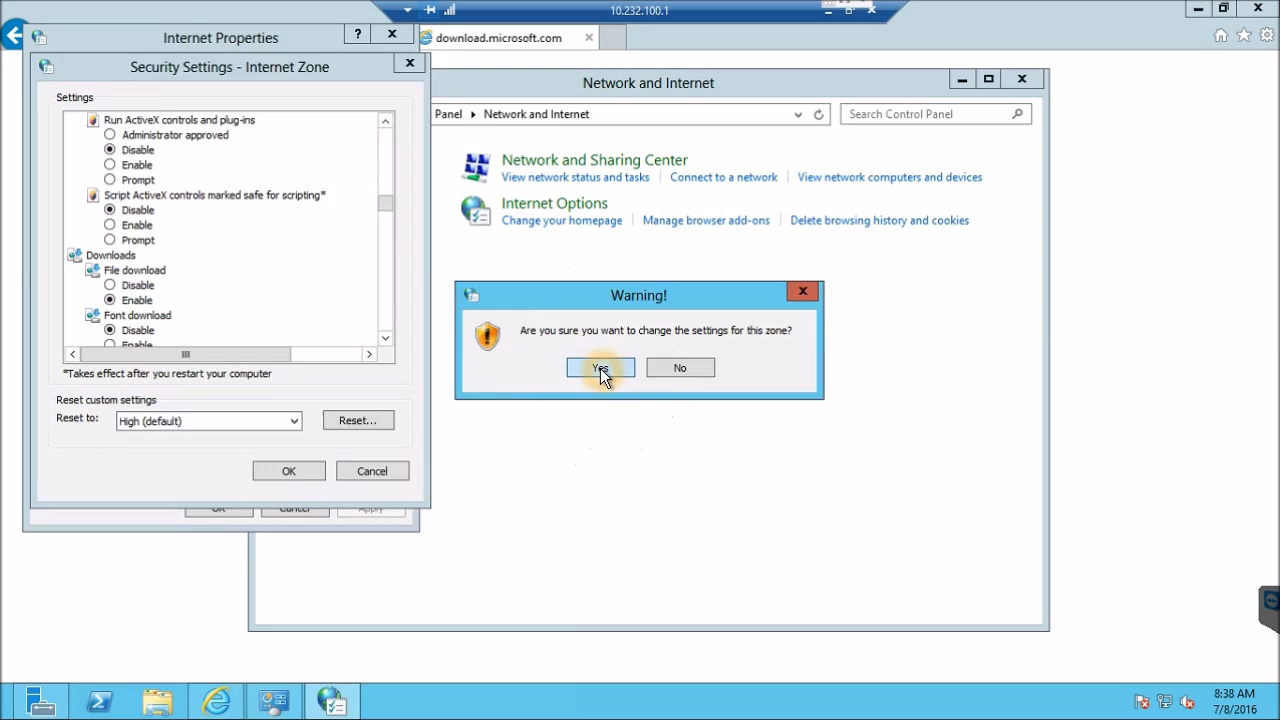 10.232.100.1
Internet Properties
?
download.microsoft.com
Security Settings - Internet Zone
Network and Internet
Settings
Run ActiveX controls and plug-ins
Administrator approved
Disable
Enable
Prompt
Script ActiveX controls marked safe for scripting*
Disable
Enable
Prompt
Downloads
File download
Disable
Enable
Font download
Disable
Enable
*Takes effect after you restart your computer
Reset custom settings
Reset to:
High (default)
Reset...
OK
Cancel
OK
Cancel
Apply
Panel
Network and Internet
Search Control Panel
Network and Sharing Center
View network status and tasks
Connect to a network
View network computers and devices
Internet Options
Change your homepage
Manage browser add-ons
Delete browsing history and cookies
Warning!
Are you sure you want to change the settings for this zone?
Yes
No
8:38 AM
7/8/2016